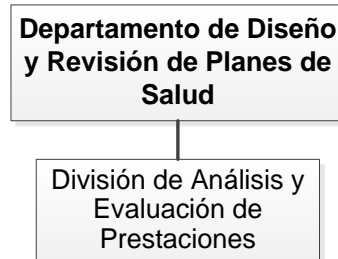 Departamento de Diseño
y Revisión de Planes de
Salud
División de Análisis y
Evaluación de
Prestaciones